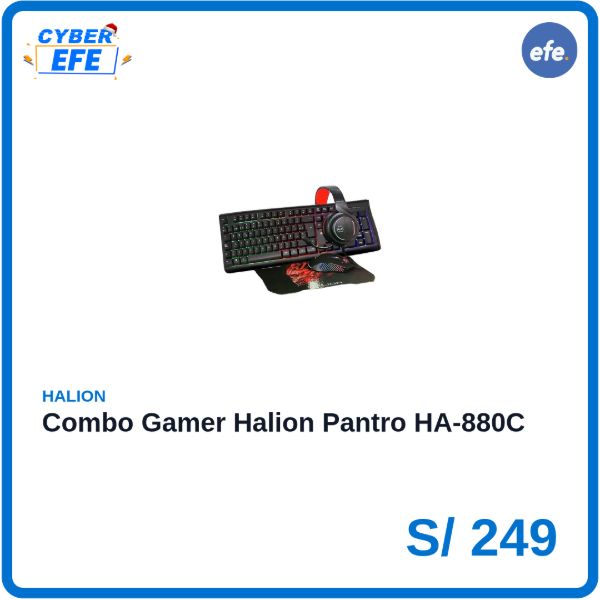 CYBER
EFE
efe.
HALION
Combo Gamer Halion Pantro HA-880C
S/ 249